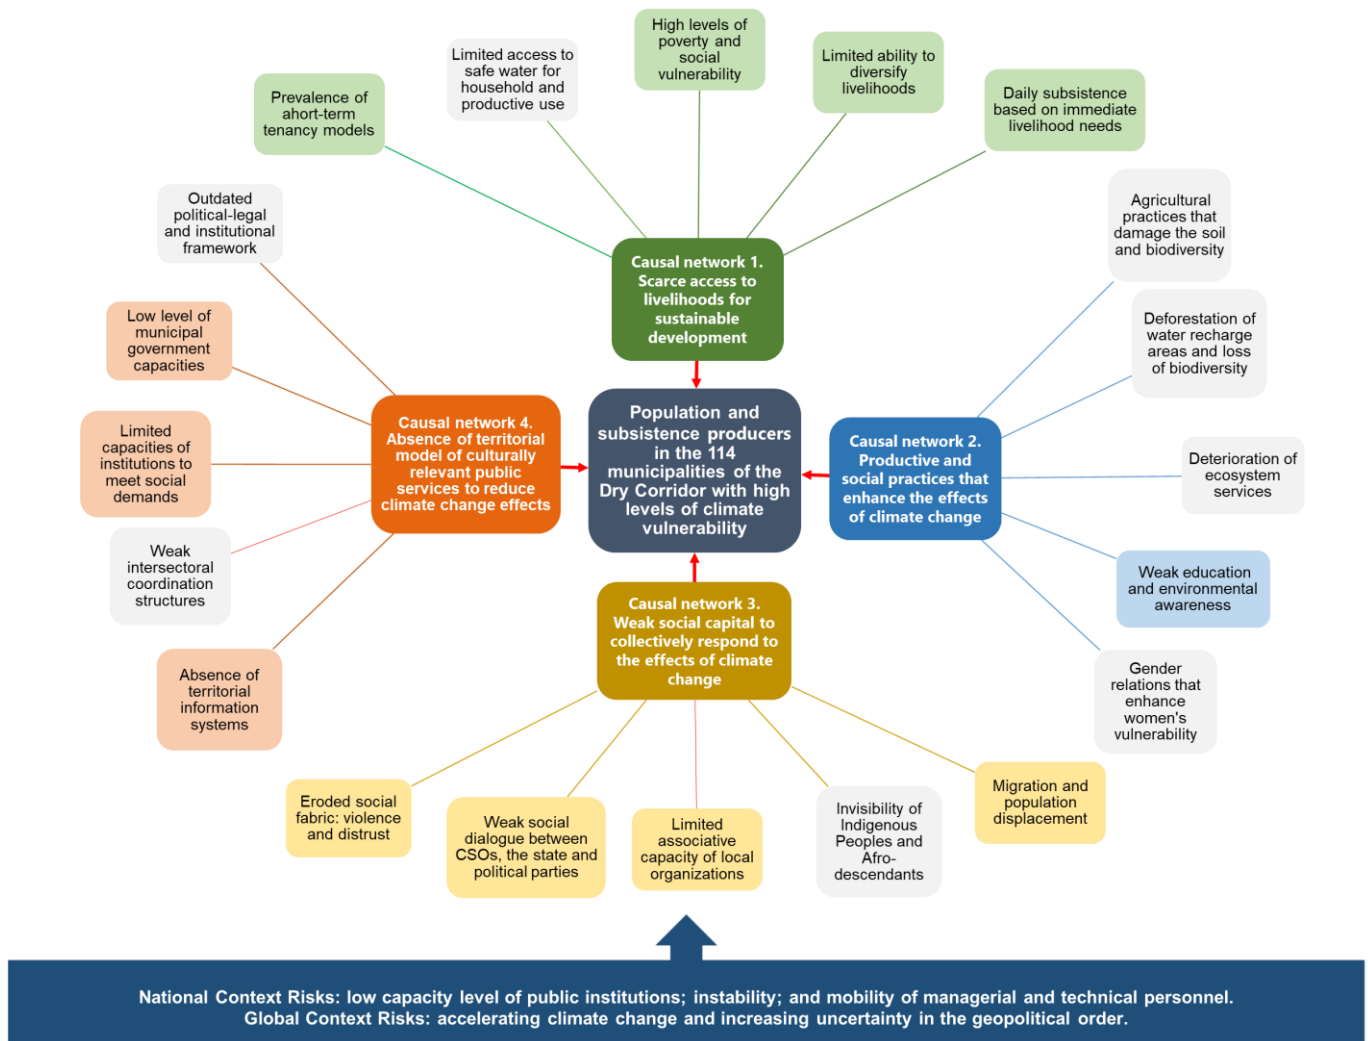 High levels of
poverty and
social
vulnerability
Limited access to
safe water for
household and
productive use
Limited ability to
diversify
livelihoods
Prevalence of
ahort-term
tenancy models
Daily subsistence
based on immediate
livelihood needs
Causal network 1.
Scarce access to
livelihoods for
sustainable
development
Outdated
political-legal
and institutional
framework
Low level of
municipal
government
capacities
Limited
capacities of
institutions to
meet social
demands
Weak
intersectoral
coordination
structures
Absence of
territorial
information
systems
Causal network 4.
Absence of territorial
model of culturally
relevant public
services to reduce
climate change effects
Population and
subsistence producers
in the 114
municipalities of the
Dry Corridor with high
levels of climate
vulnerability
Causal network 2.
Productive and
social practices that
enhance the effects
of climate change
Agricultural
practices that
damage the soil
and biodiversity
Deforestation of
water recharge
areas and loss
of biodiversity
Deterioration of
ecosystem
services
Weak education
and environmental
awareness
Gender
relations that
enhance
women's
vulnerability
Causal network 3.
Weak social capital to
collectively respond to
the effects of climate
change
Eroded social
fabric: violence
and distrust
Weak social
dialogue between
CSOs, the state and
political parties
Limited
associative
capacity of local
organizations
Invisibility of
Indigenous
Peoples and
Afro-
descendants
Migration and
population
displacement
National Context Risks: low capacity level of public institutions; instability; and mobility of managerial and technical personnel.
Global Context Risks: accelerating climate change and increasing uncertainty in the geopolitical order.